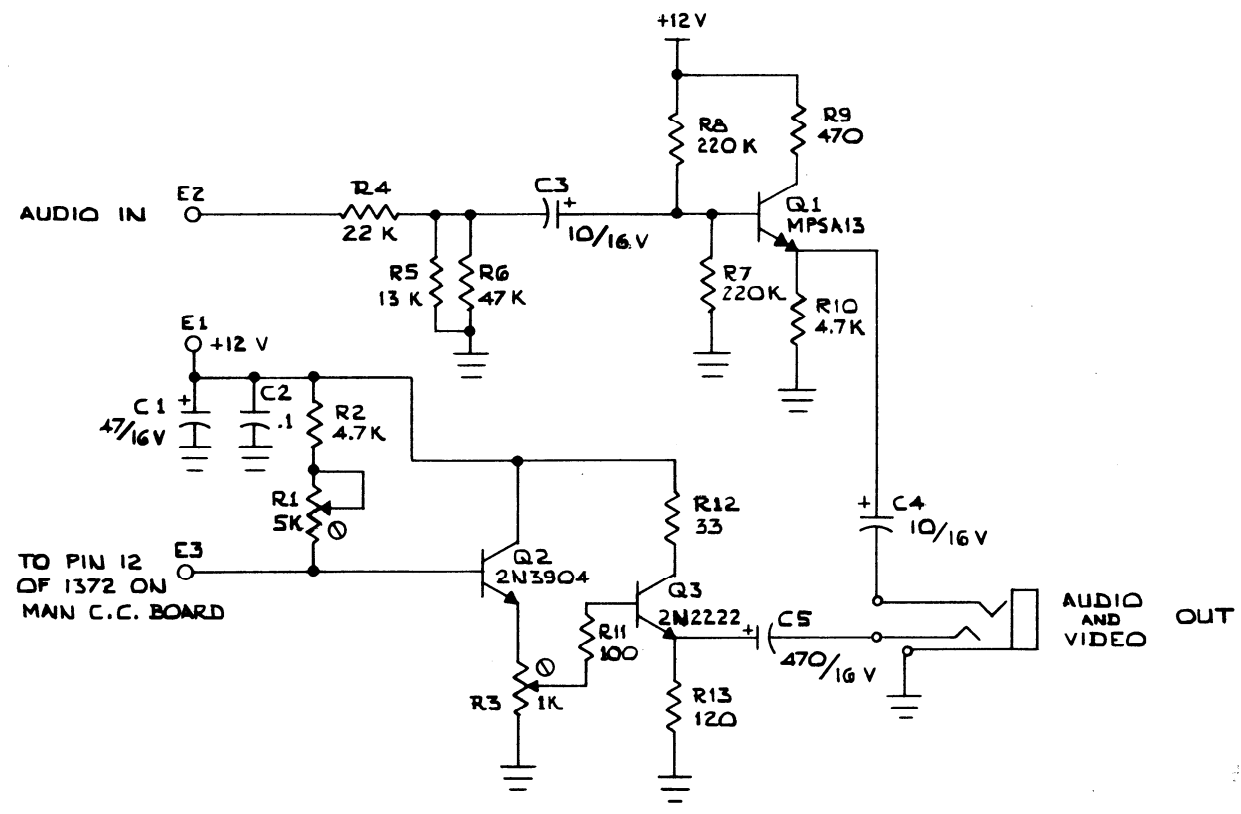 +12 V
R8
220 K
R9
470
AUDIO IN
E2
R4
22 K
C3
+
10/16 V
Q1
MPSA13
R5
13 K
R6
47 K
R7
220K
R10
4.7K
E1
+12 V
+
C1
47/16 V
C2
.1
R2
4.7K
R1
5K
TO PIN 12
OF 1372 ON
MAIN C.C. BOARD
E3
Q2
2N3904
R12
33
Q3
2N2222
R11
100
R3
1K
R13
120
+
C5
470/16 V
+
C4
10/16 V
AUDIO
AND
VIDEO
OUT